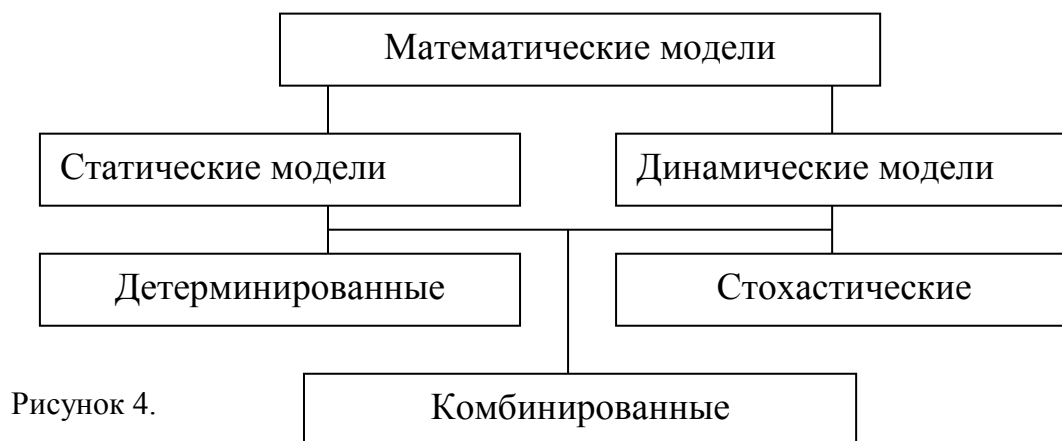 Математические модели
Статические модели
Динамические модели
Детерминированные
Стохастические
Рисунок 4.
Комбинированные